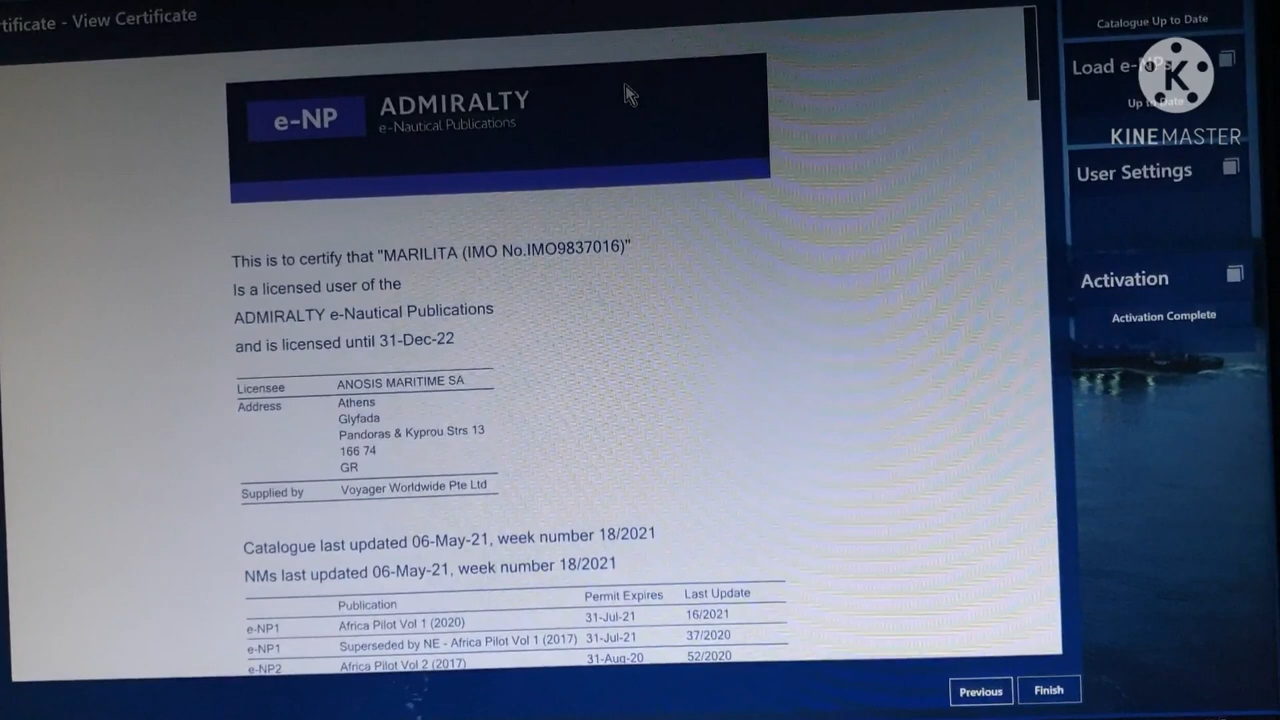 tificate - View Certificate
e-NP
ADMIRALTY
e-Nautical Publications
This is to certify that "MARILITA (IMO No.IMO9837016)"
Is a licensed user of the
ADMIRALTY e-Nautical Publications
and is licensed until 31-Dec-22
Licensee ANOSIS MARITIME SA
Address Athens
Glyfada
Pandoras & Kyprou Strs 13
166 74
GR
Supplied by Voyager Worldwide Pte Ltd
Catalogue last updated 06-May-21, week number 18/2021
NMs last updated 06-May-21, week number 18/2021
Publication Permit Expires Last Update
e-NP1 Africa Pilot Vol 1 (2020) 31-Jul-21 16/2021
e-NP1 Superseded by NE - Africa Pilot Vol 1 (2017) 31-Jul-21 37/2020
e-NP2 Africa Pilot Vol 2 (2017) 31-Aug-20 52/2020
Catalogue Up to Date
Load e-NPs
Up to Date
K
KINEMASTER
User Settings
Activation
Activation Complete
Previous
Finish